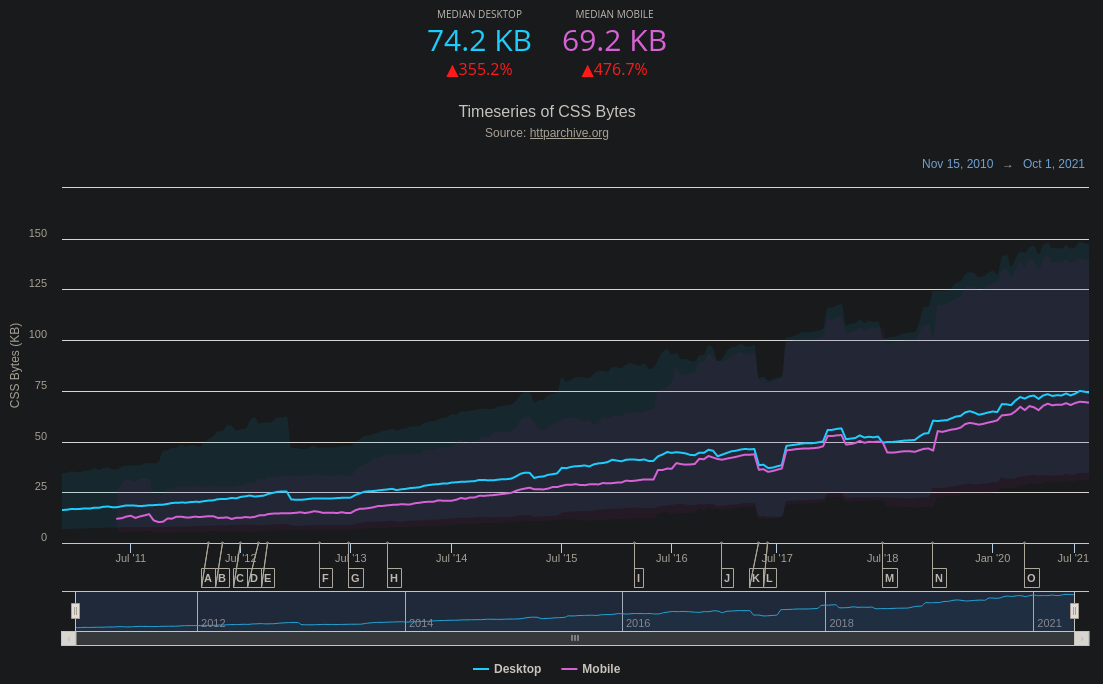 MEDIAN DESKTOP MEDIAN MOBILE
74.2 KB 69.2 KB
▲355.2% ▲476.7%
Timeseries of CSS Bytes
Source: httparchive.org
Nov 15, 2010 → Oct 1, 2021
CSS Bytes (KB)
150
125
100
75
50
25
0
Jul '11 Jul '12 Jul '13 Jul '14 Jul '15 Jul '16 Jul '17 Jul '18 Jan '20 Jul '21
A B C D E F G H I J K L M N O
2012 2014 2016 2018 2021
Desktop Mobile